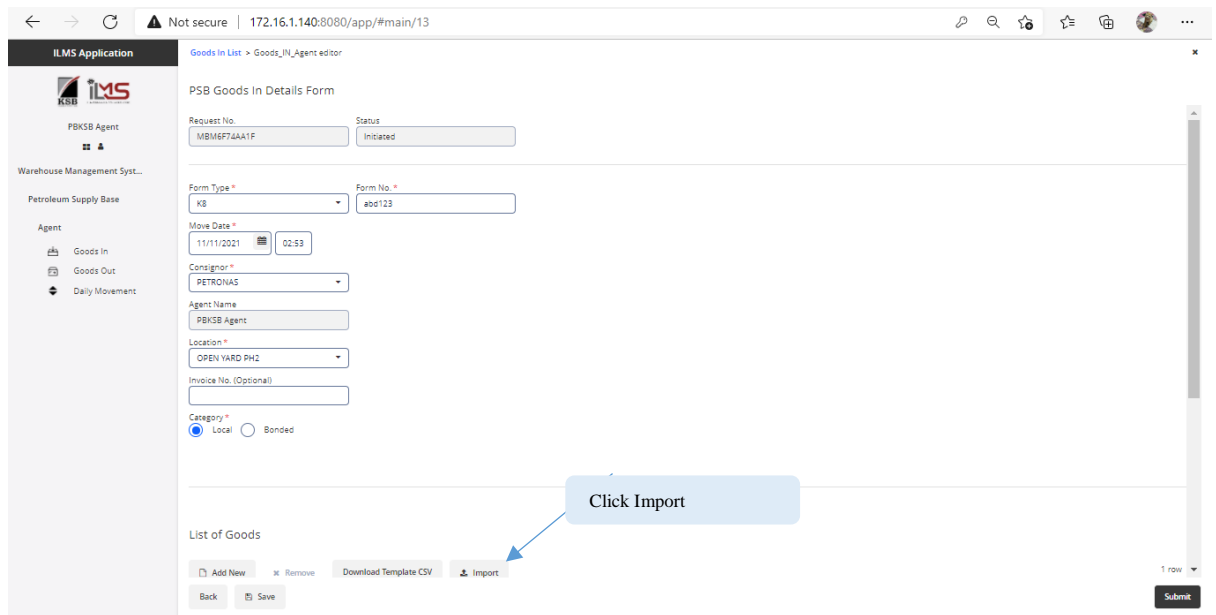 Not secure | 172.16.1.140:8080/app/#main/13
ILMS Application
Goods In List > Goods_IN_Agent editor
KSB iLMS
PSB Goods In Details Form
PBKSB Agent
Request No. Status
MBM6F74AA1F Initiated
Warehouse Management Syst...
Form Type * Form No. *
K8 abd123
Petroleum Supply Base
Move Date *
11/11/2021 02:53
Agent
Goods In
Goods Out
Daily Movement
Consignor *
PETRONAS
Agent Name
PBKSB Agent
Location *
OPEN YARD PH2
Invoice No. (Optional)
Category *
Local Bonded
Click Import
List of Goods
Add New Remove Download Template CSV Import 1 row
Back Save Submit